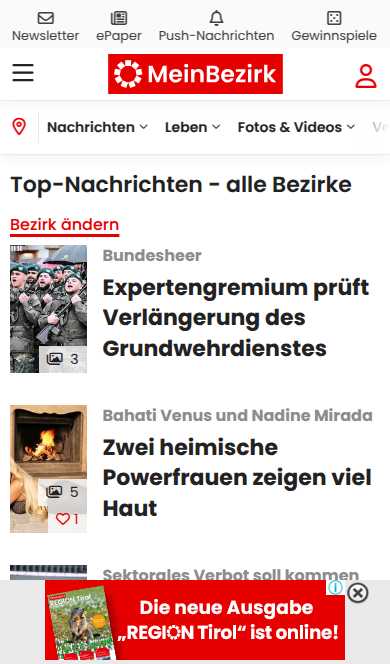 Newsletter
ePaper
Push-Nachrichten
Gewinnspiele
MeinBezirk
Nachrichten
Leben
Fotos & Videos
Top-Nachrichten - alle Bezirke
Bezirk ändern
Bundesheer
Expertengremium prüft
Verlängerung des
Grundwehrdienstes
3
Bahati Venus und Nadine Mirada
Zwei heimische
Powerfrauen zeigen viel
Haut
5
1
Sektorales Verbot soll kommen
REGION Tirol
Die neue Ausgabe
„REGION Tirol“ ist online!